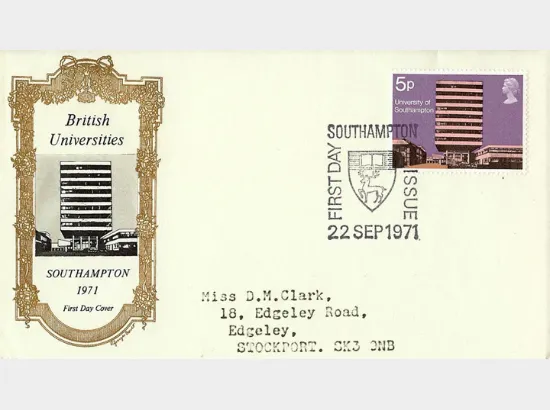 British
Universities
SOUTHAMPTON
1971
First Day Cover
5p
University of
Southampton
SOUTHAMPTON
FIRST DAY
ISSUE
22 SEP 1971
Miss D.M.Clark,
18, Edgeley Road,
Edgeley,
STOCKPORT. SK3 9NB